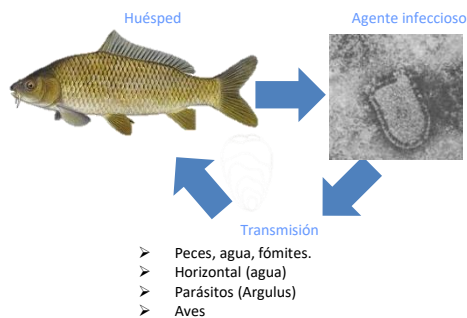 Huésped
Agente infeccioso
Transmisión
➢ Peces, agua, fómites.
➢ Horizontal (agua)
➢ Parásitos (Argulus)
➢ Aves